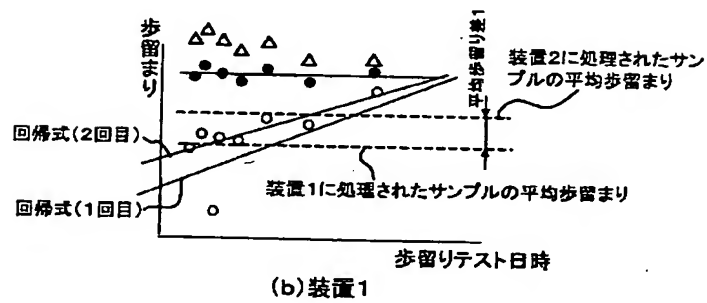 歩留まり
平均歩留り差1
装置2に処理されたサン
プルの平均歩留まり
回帰式(2回目)
装置1に処理されたサンプルの平均歩留まり
回帰式(1回目)
歩留りテスト日時
(b)装置1